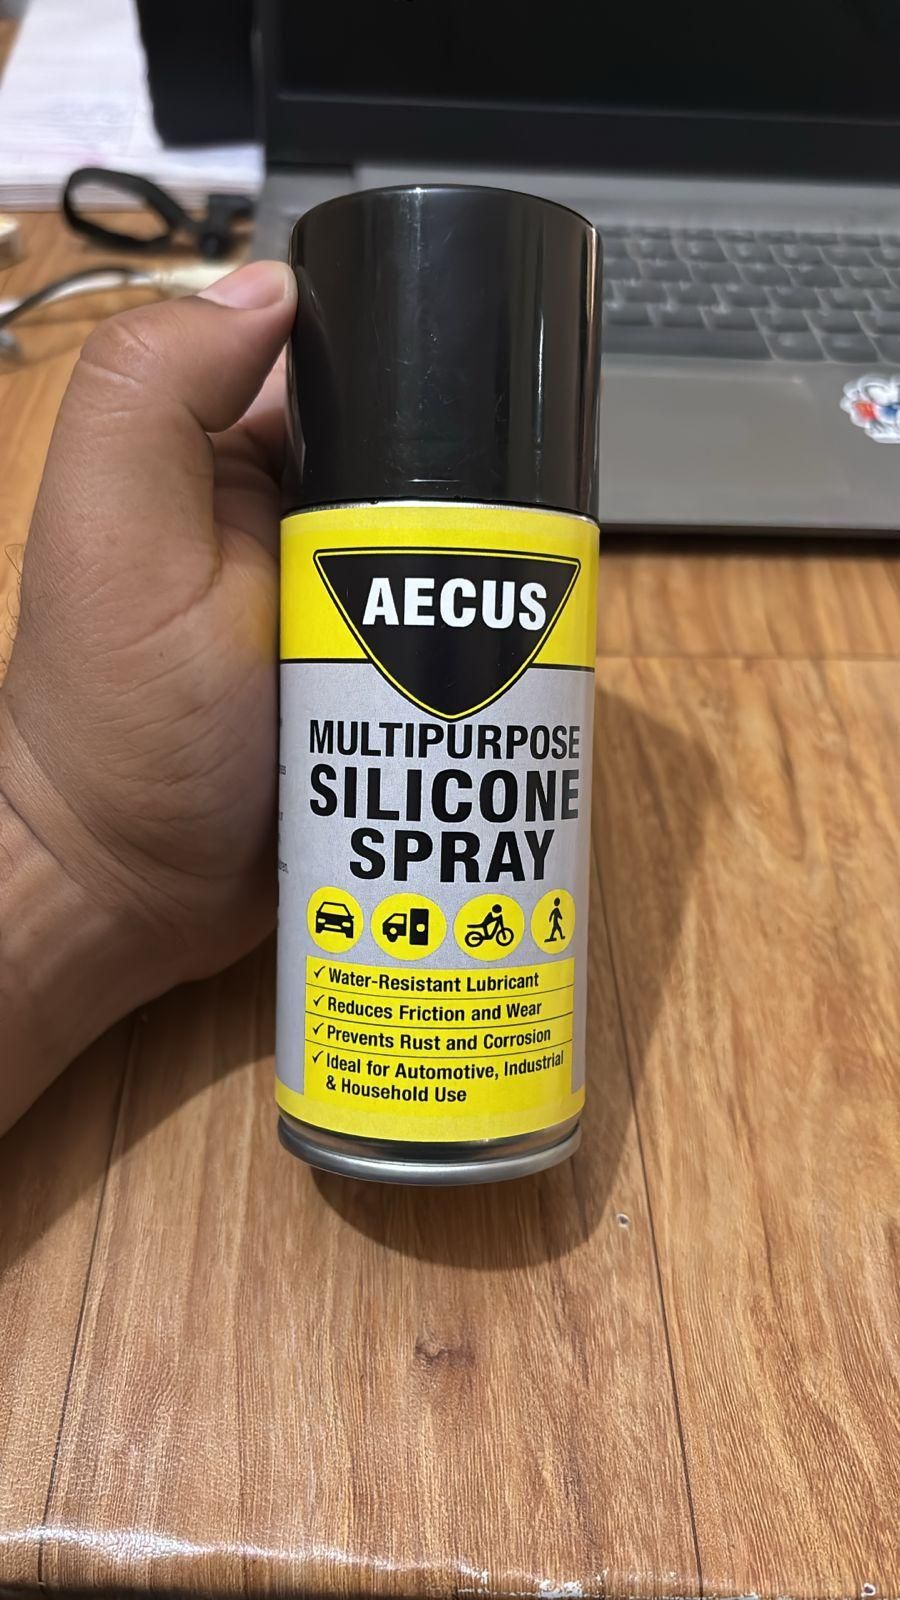 AECUS
MULTIPURPOSE
SILICONE
SPRAY
✓ Water-Resistant Lubricant
✓ Reduces Friction and Wear
✓ Prevents Rust and Corrosion
✓ Ideal for Automotive, Industrial
& Household Use